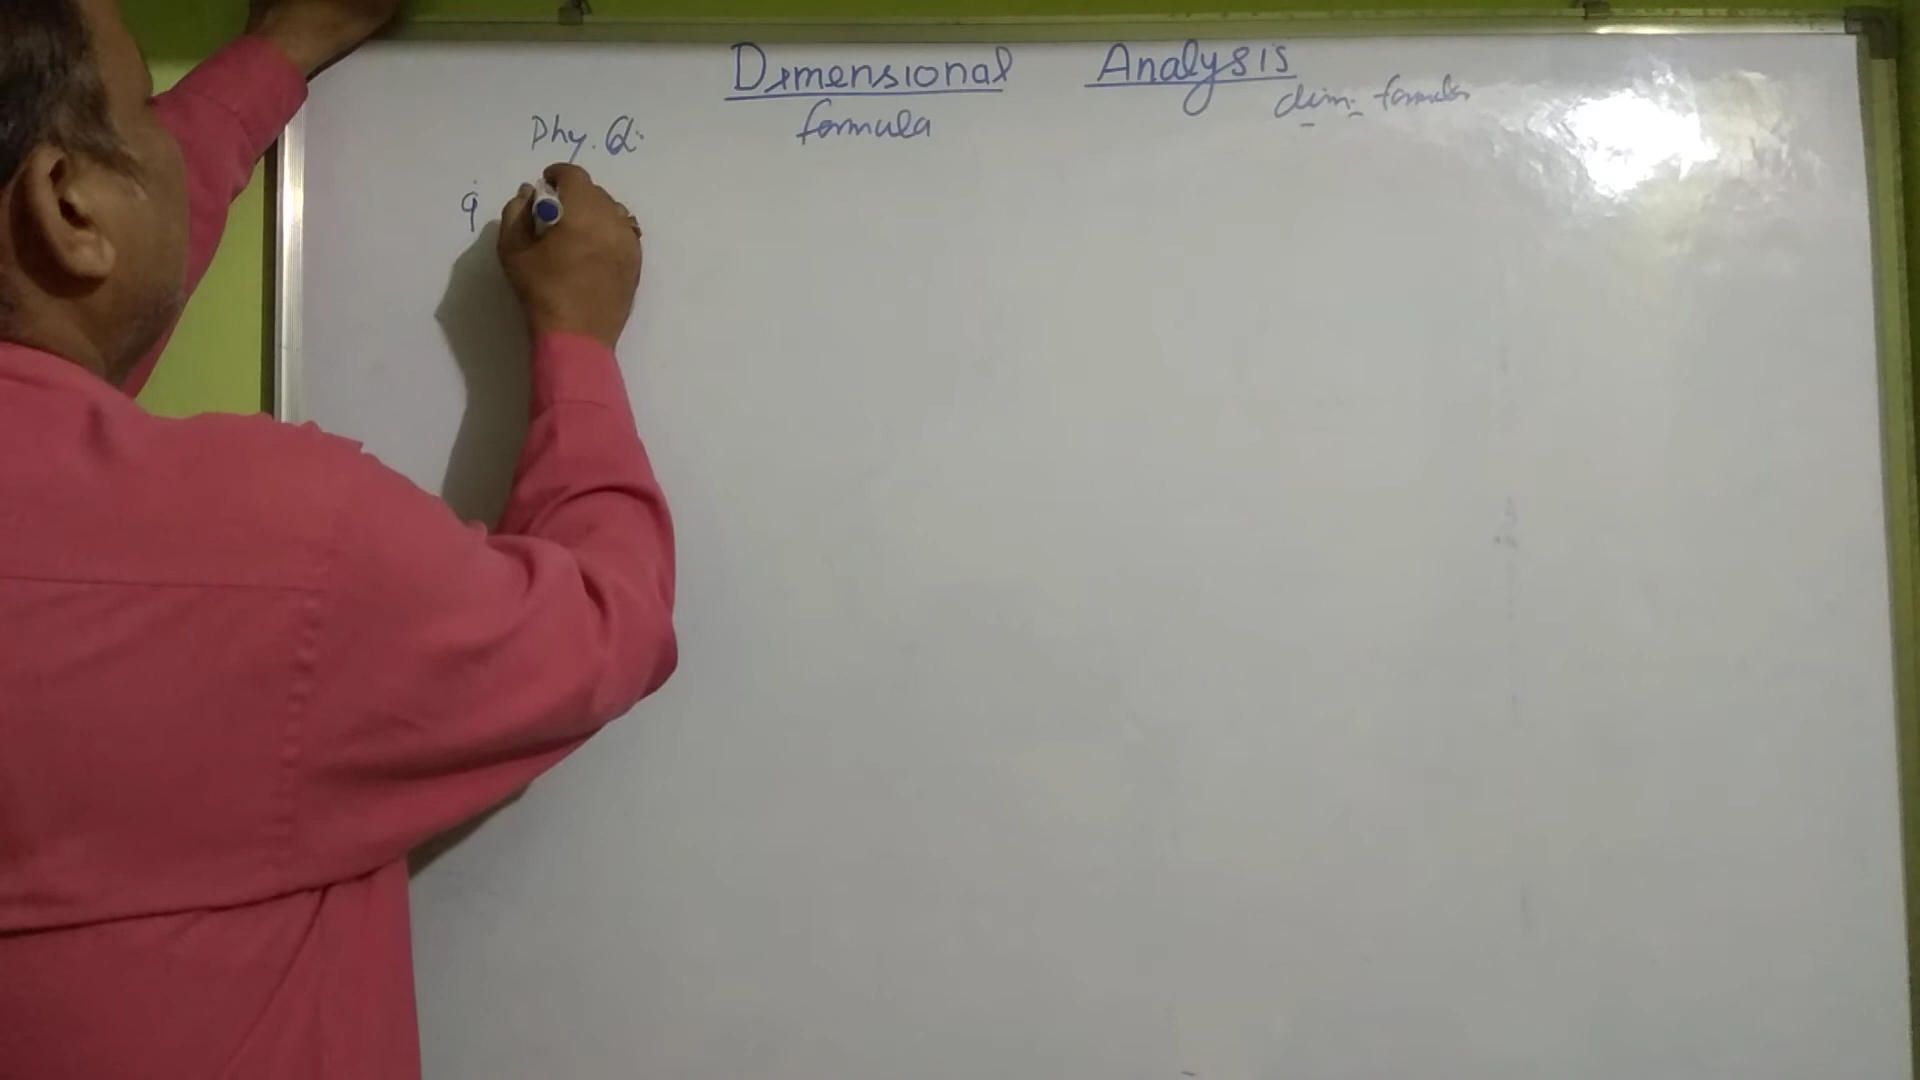 Dimensional Analysis
Phy. Q. formula dim. formula
q